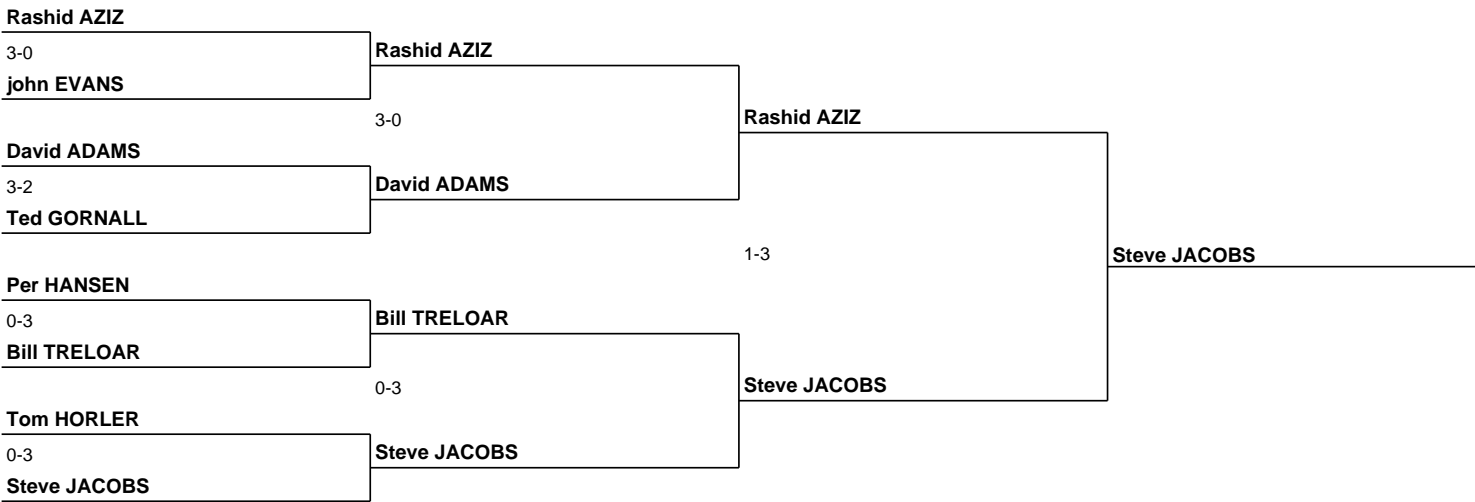 Rashid AZIZ
3-0
Rashid AZIZ
john EVANS
3-0
Rashid AZIZ
David ADAMS
3-2
David ADAMS
Ted GORNALL
1-3
Steve JACOBS
Per HANSEN
0-3
Bill TRELOAR
Bill TRELOAR
0-3
Steve JACOBS
Tom HORLER
0-3
Steve JACOBS
Steve JACOBS